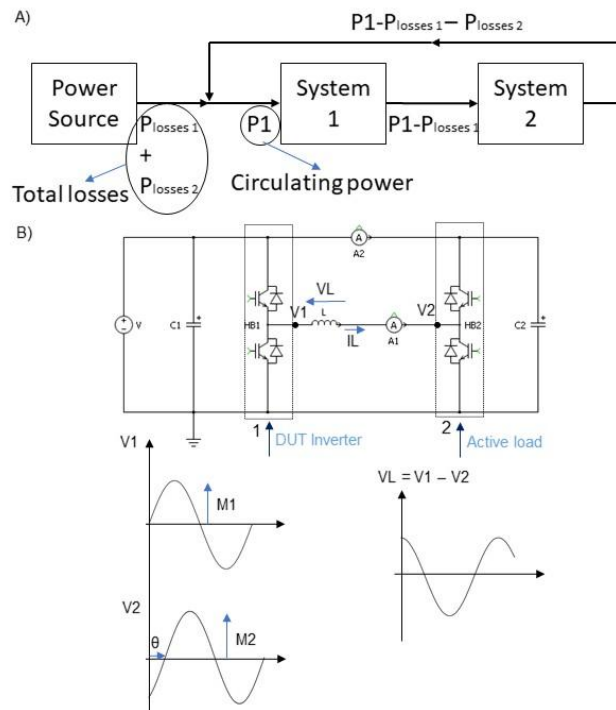 A)
P1-Plosses 1 – Plosses 2
Power
Source
System
1
System
2
Plosses 1
+
Plosses 2
P1
P1-Plosses 1
Total losses
Circulating power
B)
A
A2
VL
V1
L
V2
V
C1
HB1
IL
A
A1
HB2
C2
1
DUT Inverter
2
Active load
V1
M1
VL = V1 – V2
V2
θ
M2